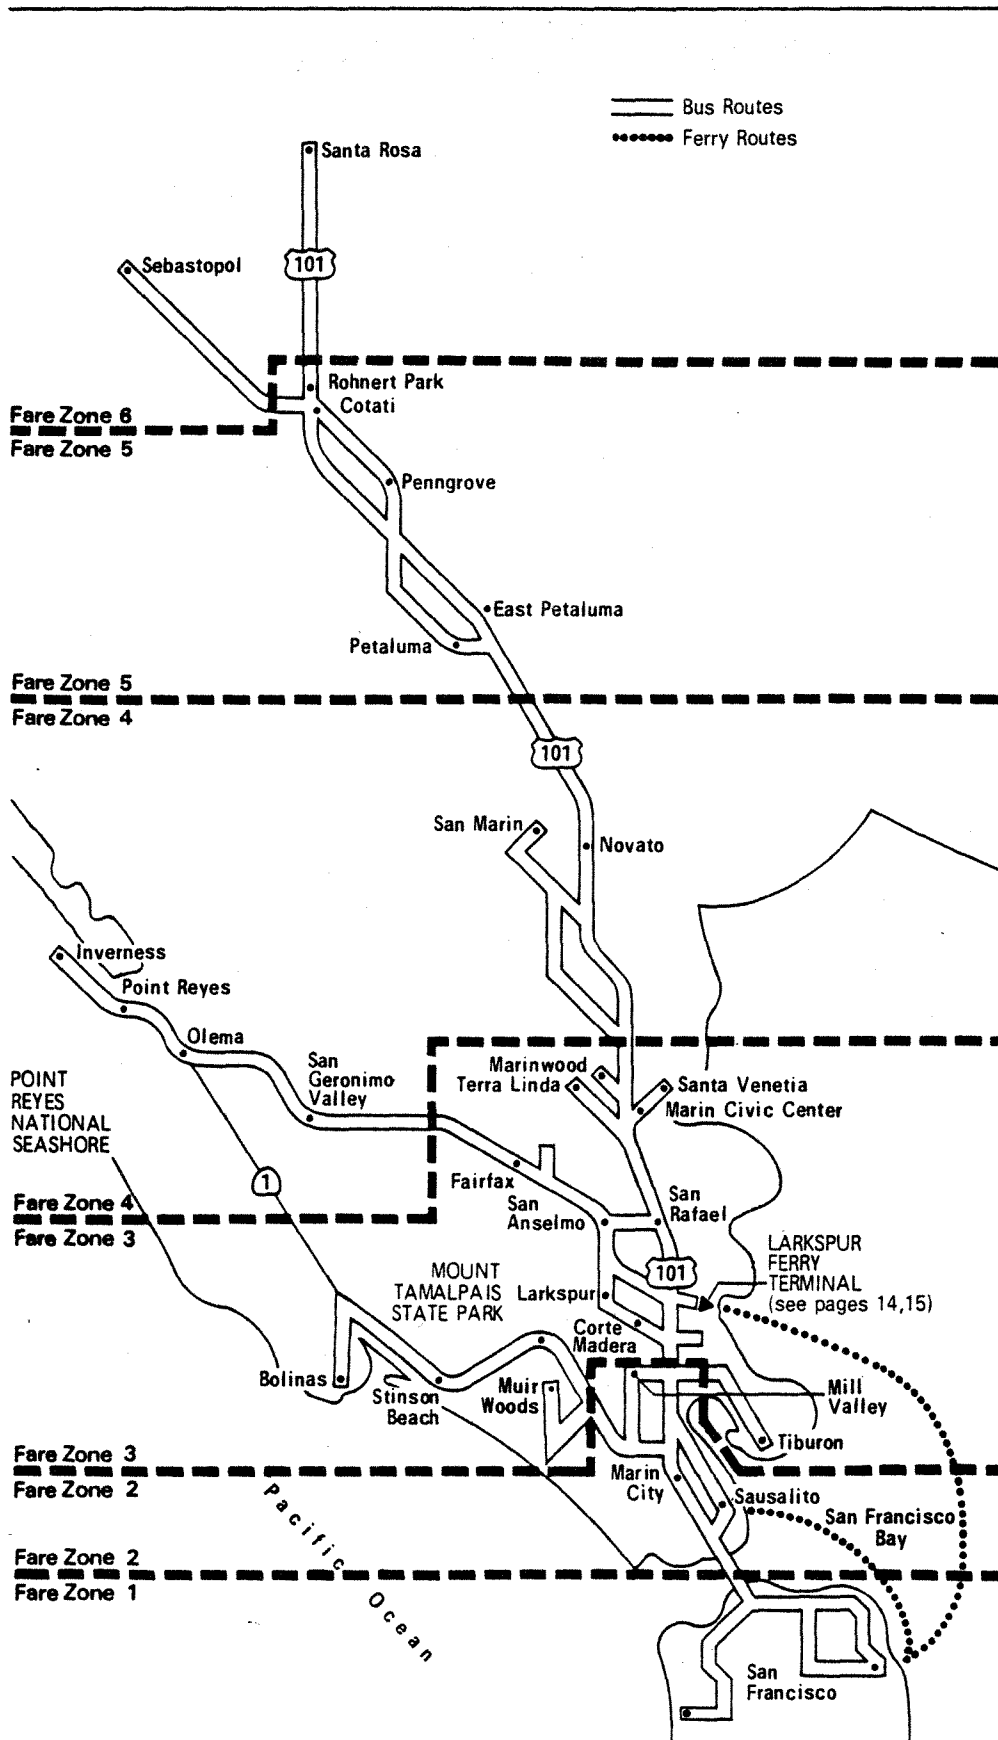 Bus Routes
Ferry Routes
Santa Rosa
101
Sebastopol
Rohnert Park
Cotati
Fare Zone 6
Fare Zone 5
Penngrove
East Petaluma
Petaluma
Fare Zone 5
Fare Zone 4
101
San Marin
Novato
Inverness
Point Reyes
Olema
San
Geronimo
Valley
Marinwood
Terra Linda
Santa Venetia
Marin Civic Center
POINT
REYES
NATIONAL
SEASHORE
1
Fairfax
San
Anselmo
San
Rafael
Fare Zone 4
Fare Zone 3
LARKSPUR
FERRY
TERMINAL
(see pages 14,15)
101
MOUNT
TAMALPAIS
STATE PARK
Larkspur
Corte
Madera
Bolinas
Stinson
Beach
Muir
Woods
Mill
Valley
Tiburon
Fare Zone 3
Fare Zone 2
Marin
City
Sausalito
San Francisco
Bay
Pacific Ocean
Fare Zone 2
Fare Zone 1
San
Francisco